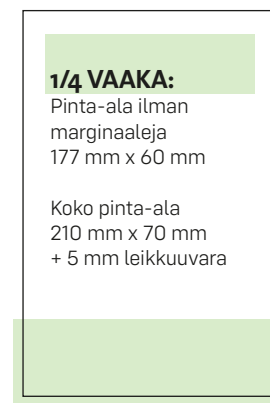 1/4 VAAKA:
Pinta-ala ilman
marginaaleja
177 mm x 60 mm
Koko pinta-ala
210 mm x 70 mm
+ 5 mm leikkuuvara